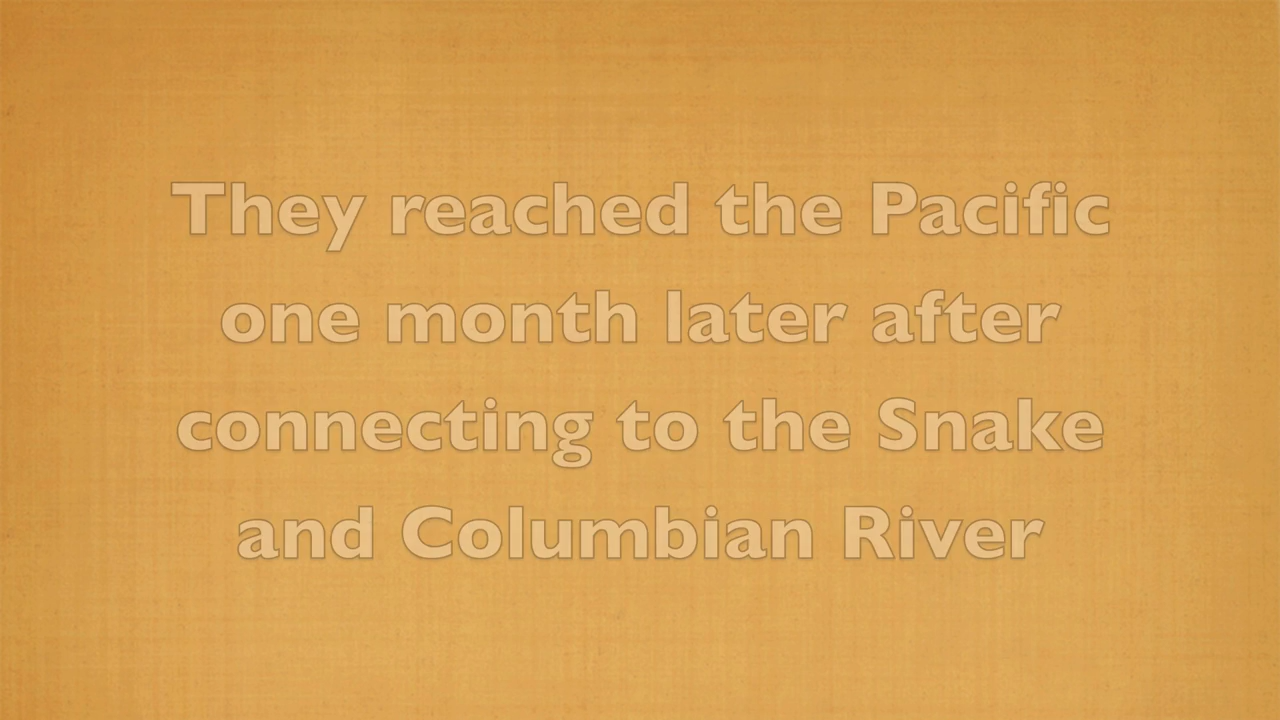 They reached the Pacific
one month later after
connecting to the Snake
and Columbian River